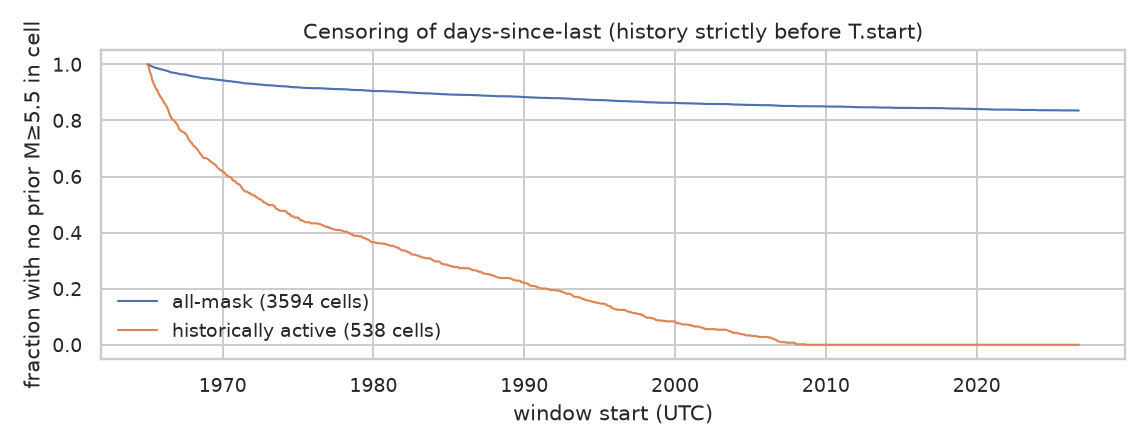 Censoring of days-since-last (history strictly before T.start)
fraction with no prior M≥5.5 in cell
1.0
0.8
0.6
0.4
0.2
0.0
all-mask (3594 cells)
historically active (538 cells)
1970 1980 1990 2000 2010 2020
window start (UTC)